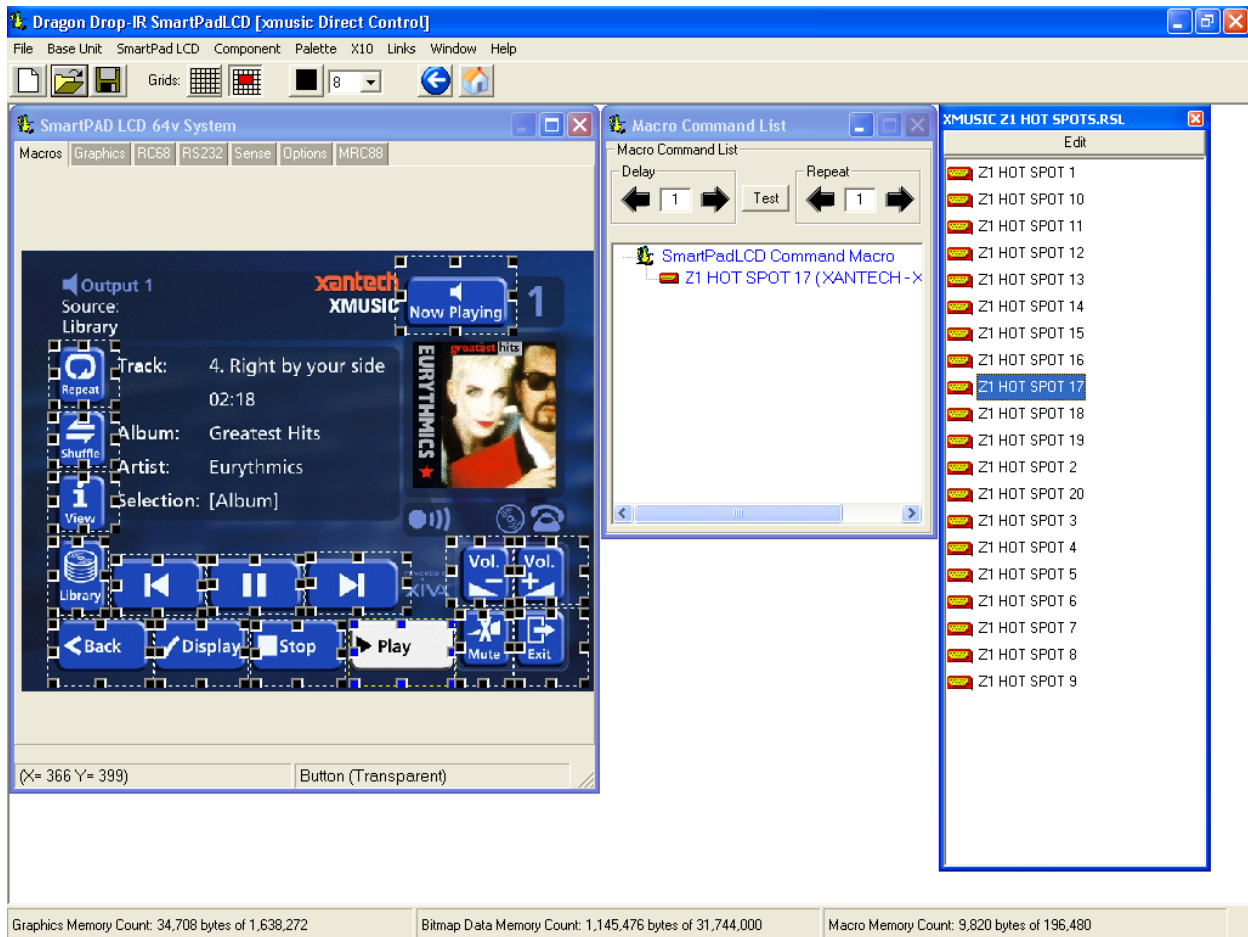 Dragon Drop-IR SmartPadLCD [xmusic Direct Control]
File Base Unit SmartPad LCD Component Palette X10 Links Window Help
Grids: 8
SmartPAD LCD 64v System
Macros Graphics RC68 RS232 Sense Options MRC88
Output 1
Source:
Library
xantech
XMUSIC
Now Playing
1
Repeat
Track: 4. Right by your side
02:18
Shuffle
Album: Greatest Hits
Artist: Eurythmics
View
Selection: [Album]
greatest hits
EURYTHMICS
Library
POWERED BY
xiva
Vol. Vol.
Back Display Stop Play Mute Exit
(X= 366 Y= 399) Button (Transparent)
Macro Command List
Macro Command List
Delay Repeat
1 Test 1
SmartPadLCD Command Macro
Z1 HOT SPOT 17 (XANTECH - X
XMUSIC Z1 HOT SPOTS.RSL
Edit
Z1 HOT SPOT 1
Z1 HOT SPOT 10
Z1 HOT SPOT 11
Z1 HOT SPOT 12
Z1 HOT SPOT 13
Z1 HOT SPOT 14
Z1 HOT SPOT 15
Z1 HOT SPOT 16
Z1 HOT SPOT 17
Z1 HOT SPOT 18
Z1 HOT SPOT 19
Z1 HOT SPOT 2
Z1 HOT SPOT 20
Z1 HOT SPOT 3
Z1 HOT SPOT 4
Z1 HOT SPOT 5
Z1 HOT SPOT 6
Z1 HOT SPOT 7
Z1 HOT SPOT 8
Z1 HOT SPOT 9
Graphics Memory Count: 34,708 bytes of 1,638,272 Bitmap Data Memory Count: 1,145,476 bytes of 31,744,000 Macro Memory Count: 9,820 bytes of 196,480